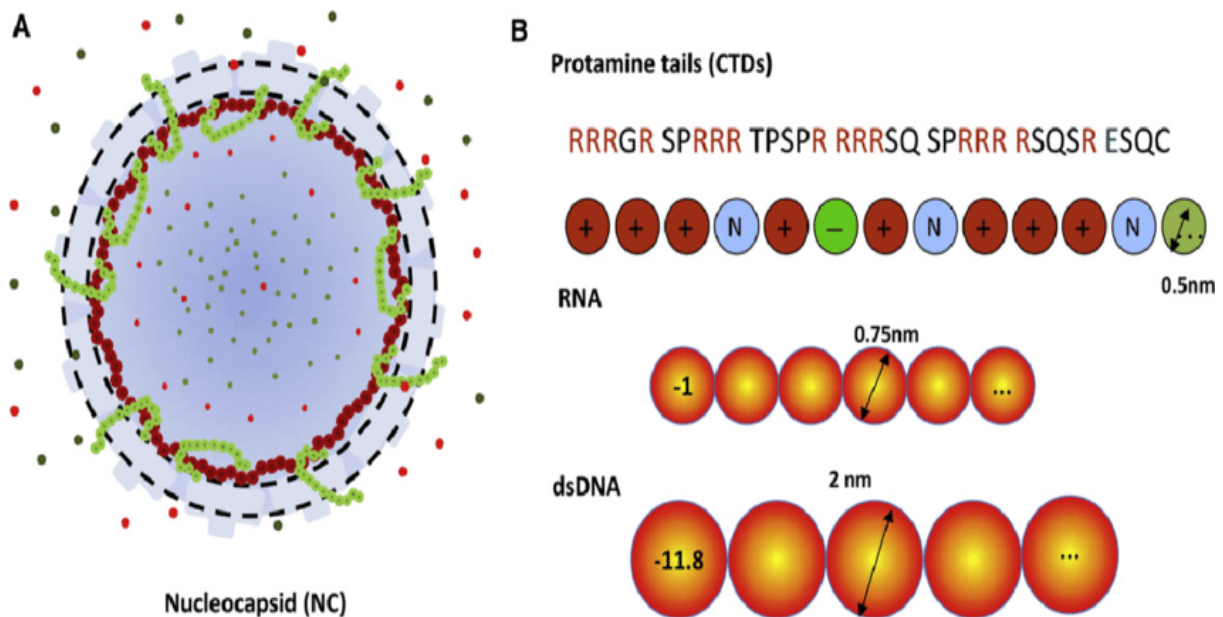 A
Nucleocapsid (NC)
B
Protamine tails (CTDs)
RRRGR SPRRR TPSPR RRRSQ SPRRR RSQSR ESQC
+ + + N + − + N + + + N ...
0.5nm
RNA
0.75nm
-1 ...
dsDNA
2 nm
-11.8 ...